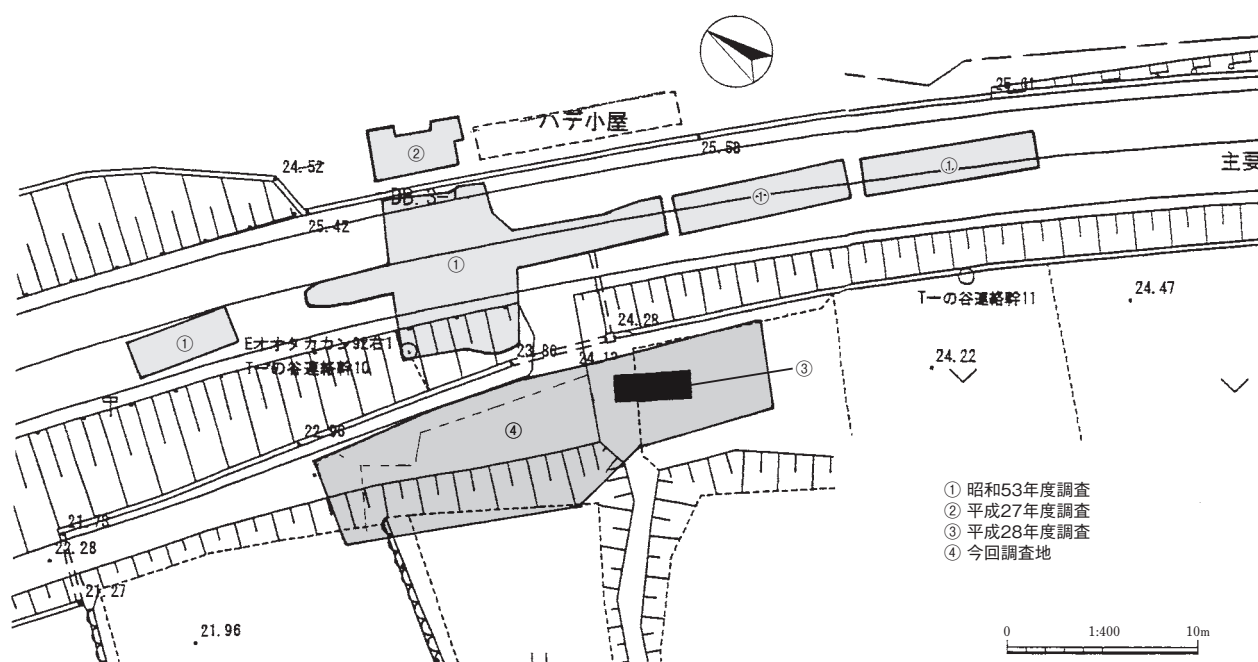 25.61
ハデ小屋
②
24.52
25.58
①
①
主要
DB.3-1
25.42
①
24.47
T一の谷連絡幹11
①
24.28
Eオオタカカン92右1
23.86
24.12
24.22
T一の谷連絡幹10
③
22.98
④
① 昭和53年度調査
② 平成27年度調査
③ 平成28年度調査
④ 今回調査地
21.73
22.28
21.27
21.96
0 1:400 10m